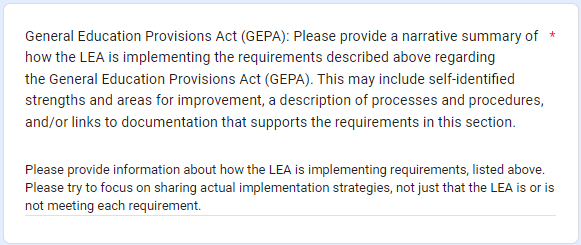 General Education Provisions Act (GEPA): Please provide a narrative summary of *
how the LEA is implementing the requirements described above regarding
the General Education Provisions Act (GEPA). This may include self-identified
strengths and areas for improvement, a description of processes and procedures,
and/or links to documentation that supports the requirements in this section.
Please provide information about how the LEA is implementing requirements, listed above.
Please try to focus on sharing actual implementation strategies, not just that the LEA is or is
not meeting each requirement.